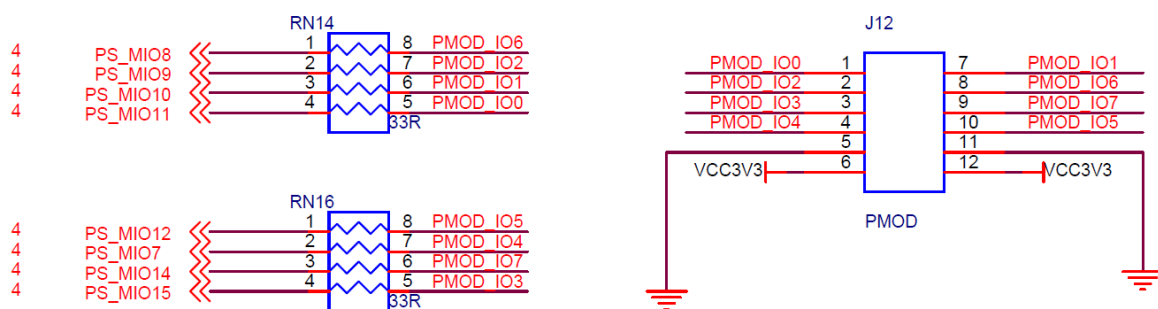 RN14
4 PS_MIO8 1 8 PMOD_IO6
4 PS_MIO9 2 7 PMOD_IO2
4 PS_MIO10 3 6 PMOD_IO1
4 PS_MIO11 4 5 PMOD_IO0
33R
RN16
4 PS_MIO12 1 8 PMOD_IO5
4 PS_MIO7 2 7 PMOD_IO4
4 PS_MIO14 3 6 PMOD_IO7
4 PS_MIO15 4 5 PMOD_IO3
33R
J12
PMOD_IO0 1 7 PMOD_IO1
PMOD_IO2 2 8 PMOD_IO6
PMOD_IO3 3 9 PMOD_IO7
PMOD_IO4 4 10 PMOD_IO5
5 11
VCC3V3 6 12 VCC3V3
PMOD